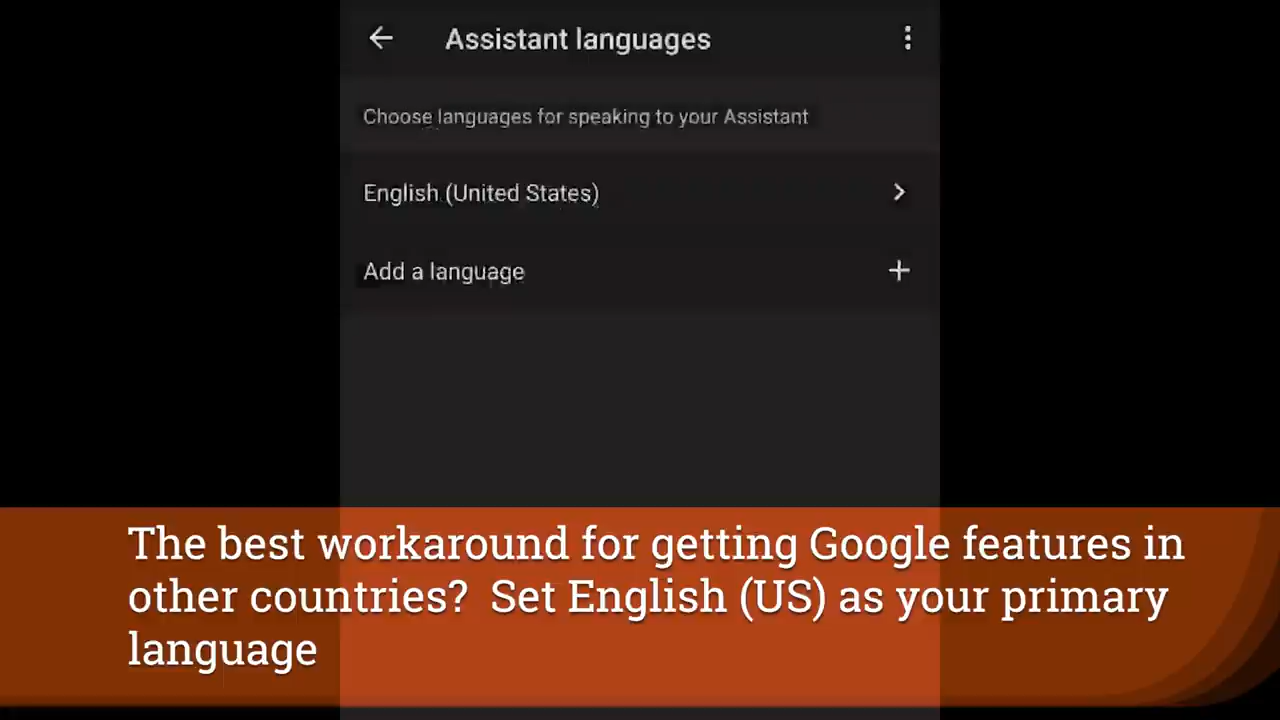 Assistant languages
Choose languages for speaking to your Assistant
English (United States)
Add a language
The best workaround for getting Google features in
other countries?  Set English (US) as your primary
language